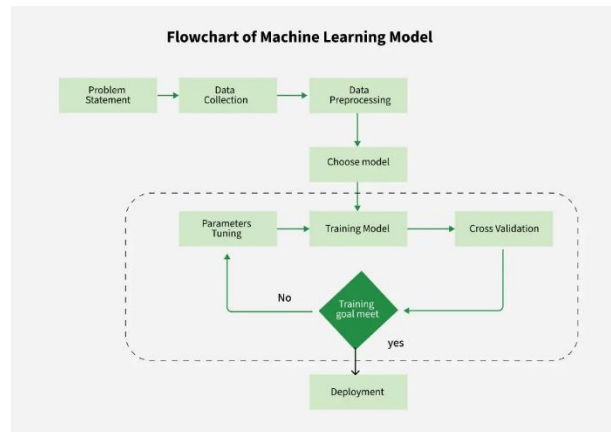 Flowchart of Machine Learning Model
Problem
Statement
Data
Collection
Data
Preprocessing
Choose model
Parameters
Tuning
Training Model
Cross Validation
No
Training
goal meet
yes
Deployment